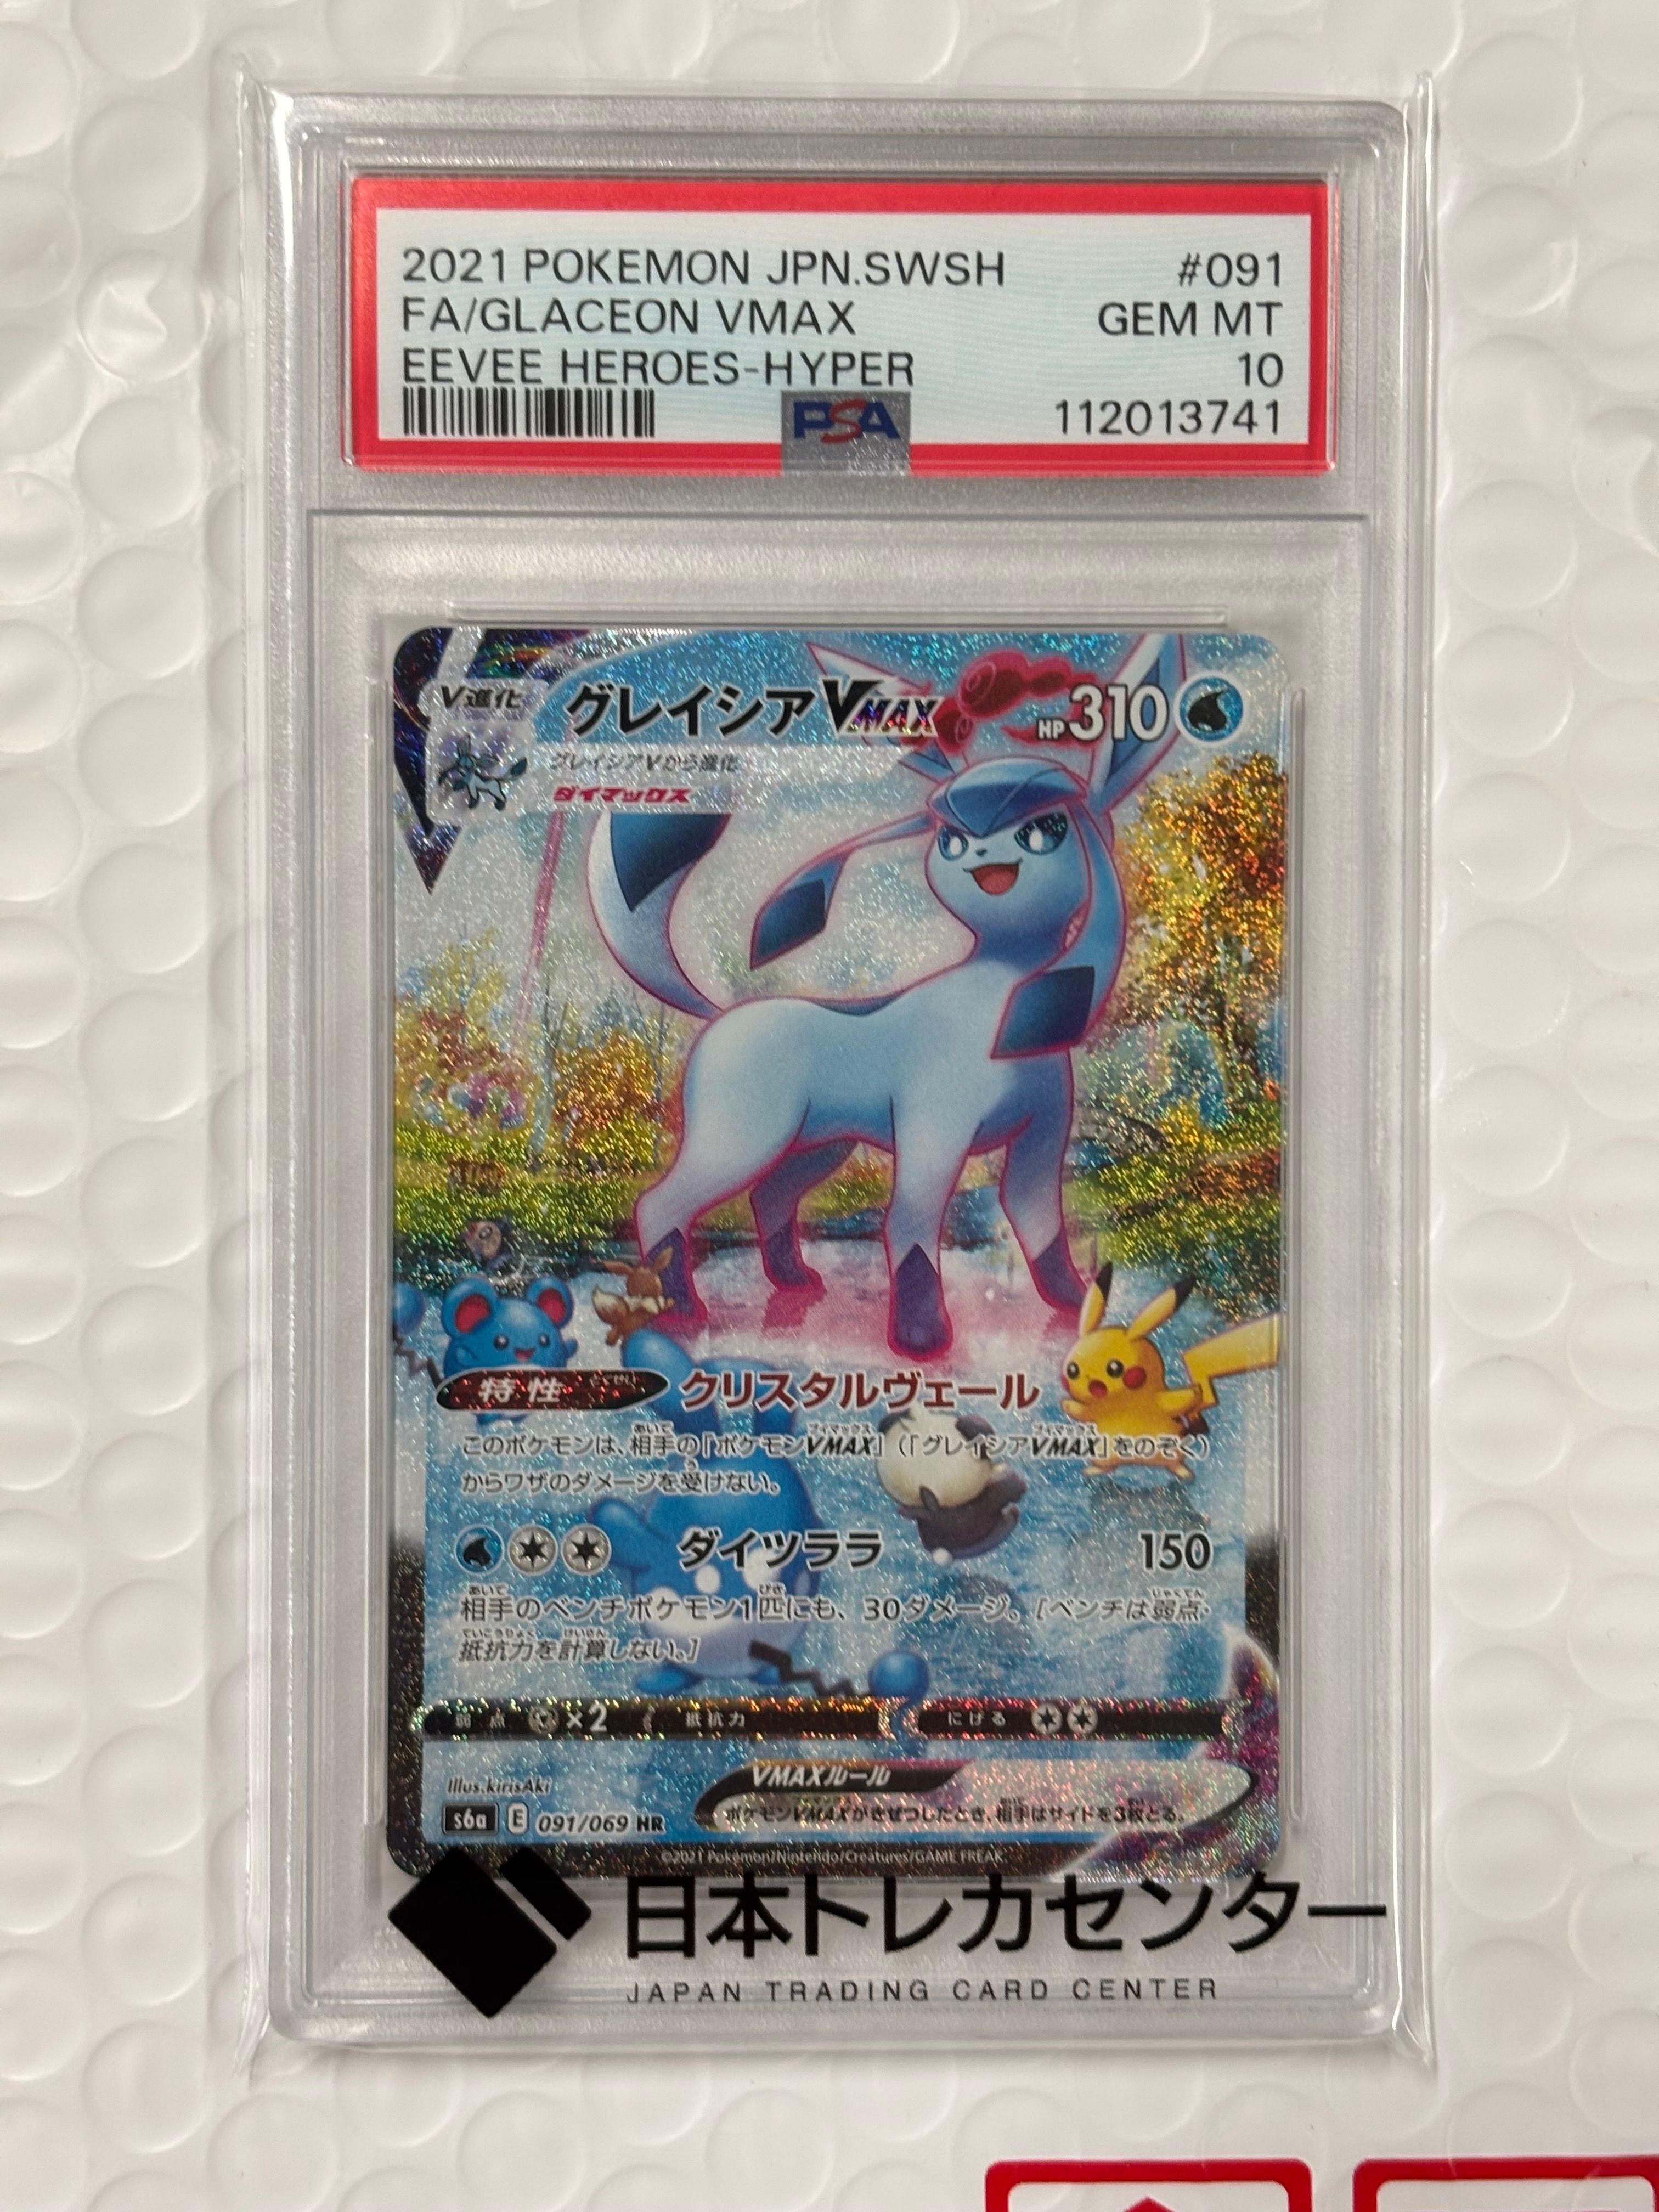 2021 POKEMON JPN.SWSH #091
FA/GLACEON VMAX GEM MT
EEVEE HEROES-HYPER 10
PSA 112013741
V進化 グレイシアVMAX HP310
グレイシアVから進化
ダイマックス
特性 とくせい クリスタルヴェール
このポケモンは、相手の「ポケモンVMAX」(「グレイシアVMAX」をのぞく)
からワザのダメージを受けない。
ダイツララ 150
相手のベンチポケモン1匹にも、30ダメージ。[ベンチは弱点・
抵抗力を計算しない。]
弱点 ×2 抵抗力 にげる
Illus.kirisAki
VMAXルール
s6a E 091/069 HR
ポケモンVMAXがきぜつしたとき、相手はサイドを3枚とる。
©2021 Pokémon/Nintendo/Creatures/GAME FREAK
日本トレカセンター
JAPAN TRADING CARD CENTER